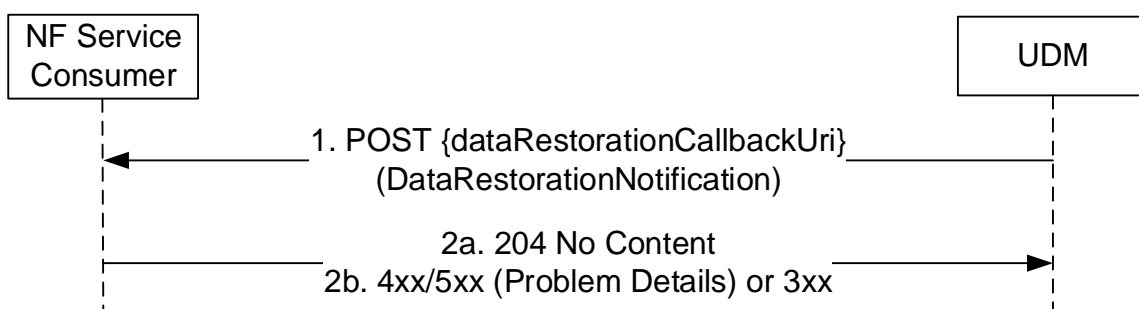 NF Service
Consumer
UDM
1. POST {dataRestorationCallbackUri}
(DataRestorationNotification)
2a. 204 No Content
2b. 4xx/5xx (Problem Details) or 3xx